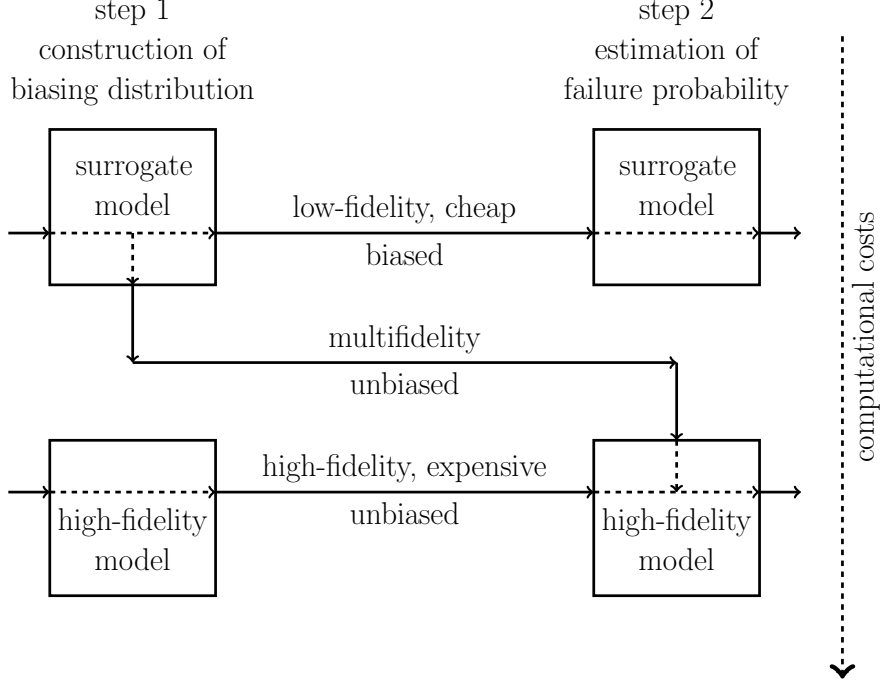 step 1
construction of
biasing distribution
step 2
estimation of
failure probability
surrogate
model
low-fidelity, cheap
biased
surrogate
model
multifidelity
unbiased
high-fidelity, expensive
unbiased
high-fidelity
model
high-fidelity
model
computational costs